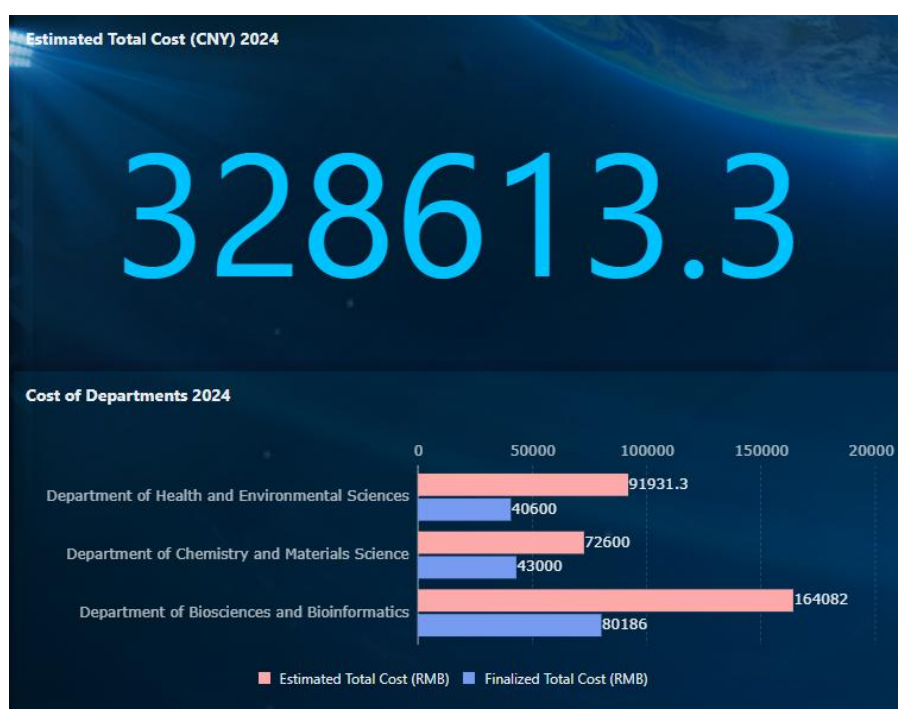 Estimated Total Cost (CNY) 2024
328613.3
Cost of Departments 2024
0 50000 100000 150000 20000
Department of Health and Environmental Sciences 91931.3
40600
Department of Chemistry and Materials Science 72600
43000
Department of Biosciences and Bioinformatics 164082
80186
Estimated Total Cost (RMB) Finalized Total Cost (RMB)